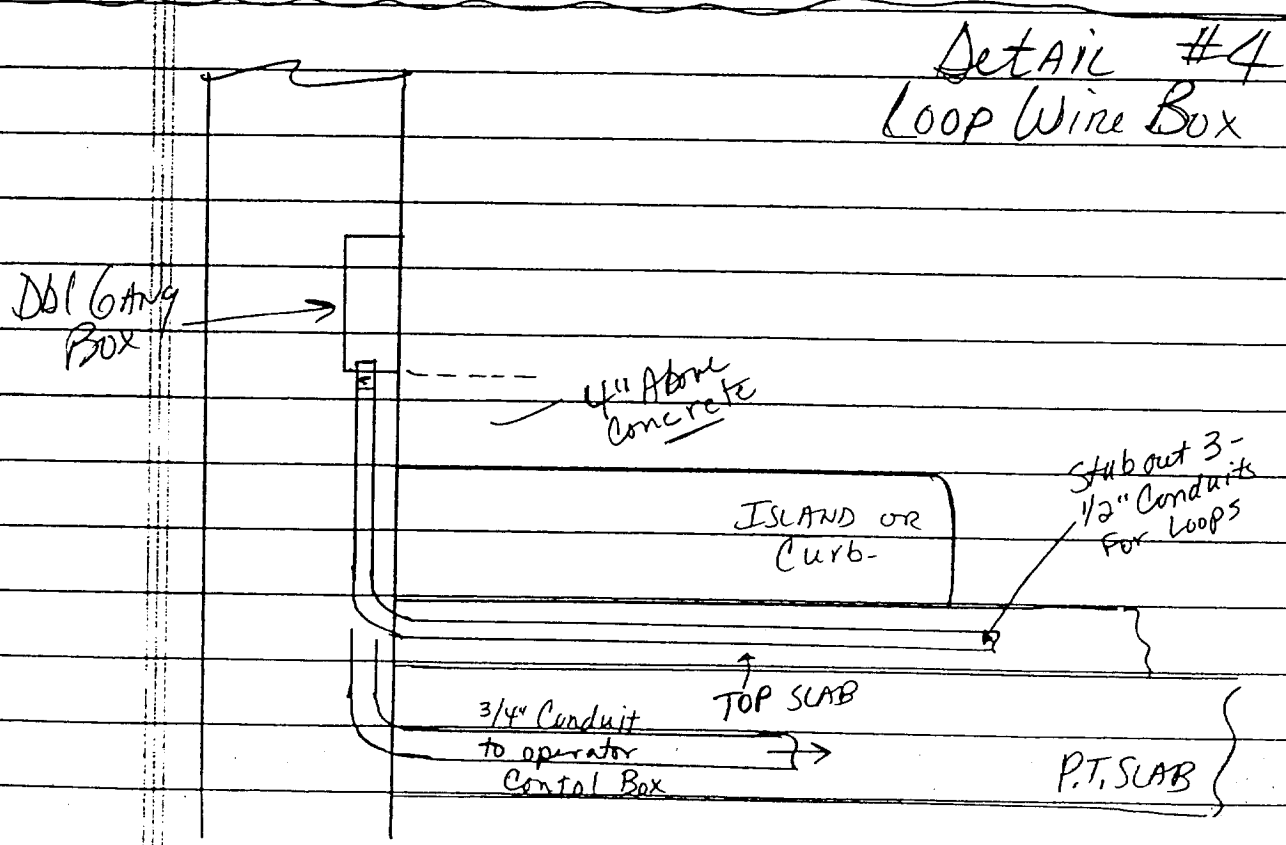 Detail #4
Loop Wire Box
Dbl Gang
Box
4" Above
Concrete
Stub out 3-
1/2" Conduits
For Loops
ISLAND OR
Curb-
TOP SLAB
3/4" Conduit
to operator
Contol Box
P.T. SLAB